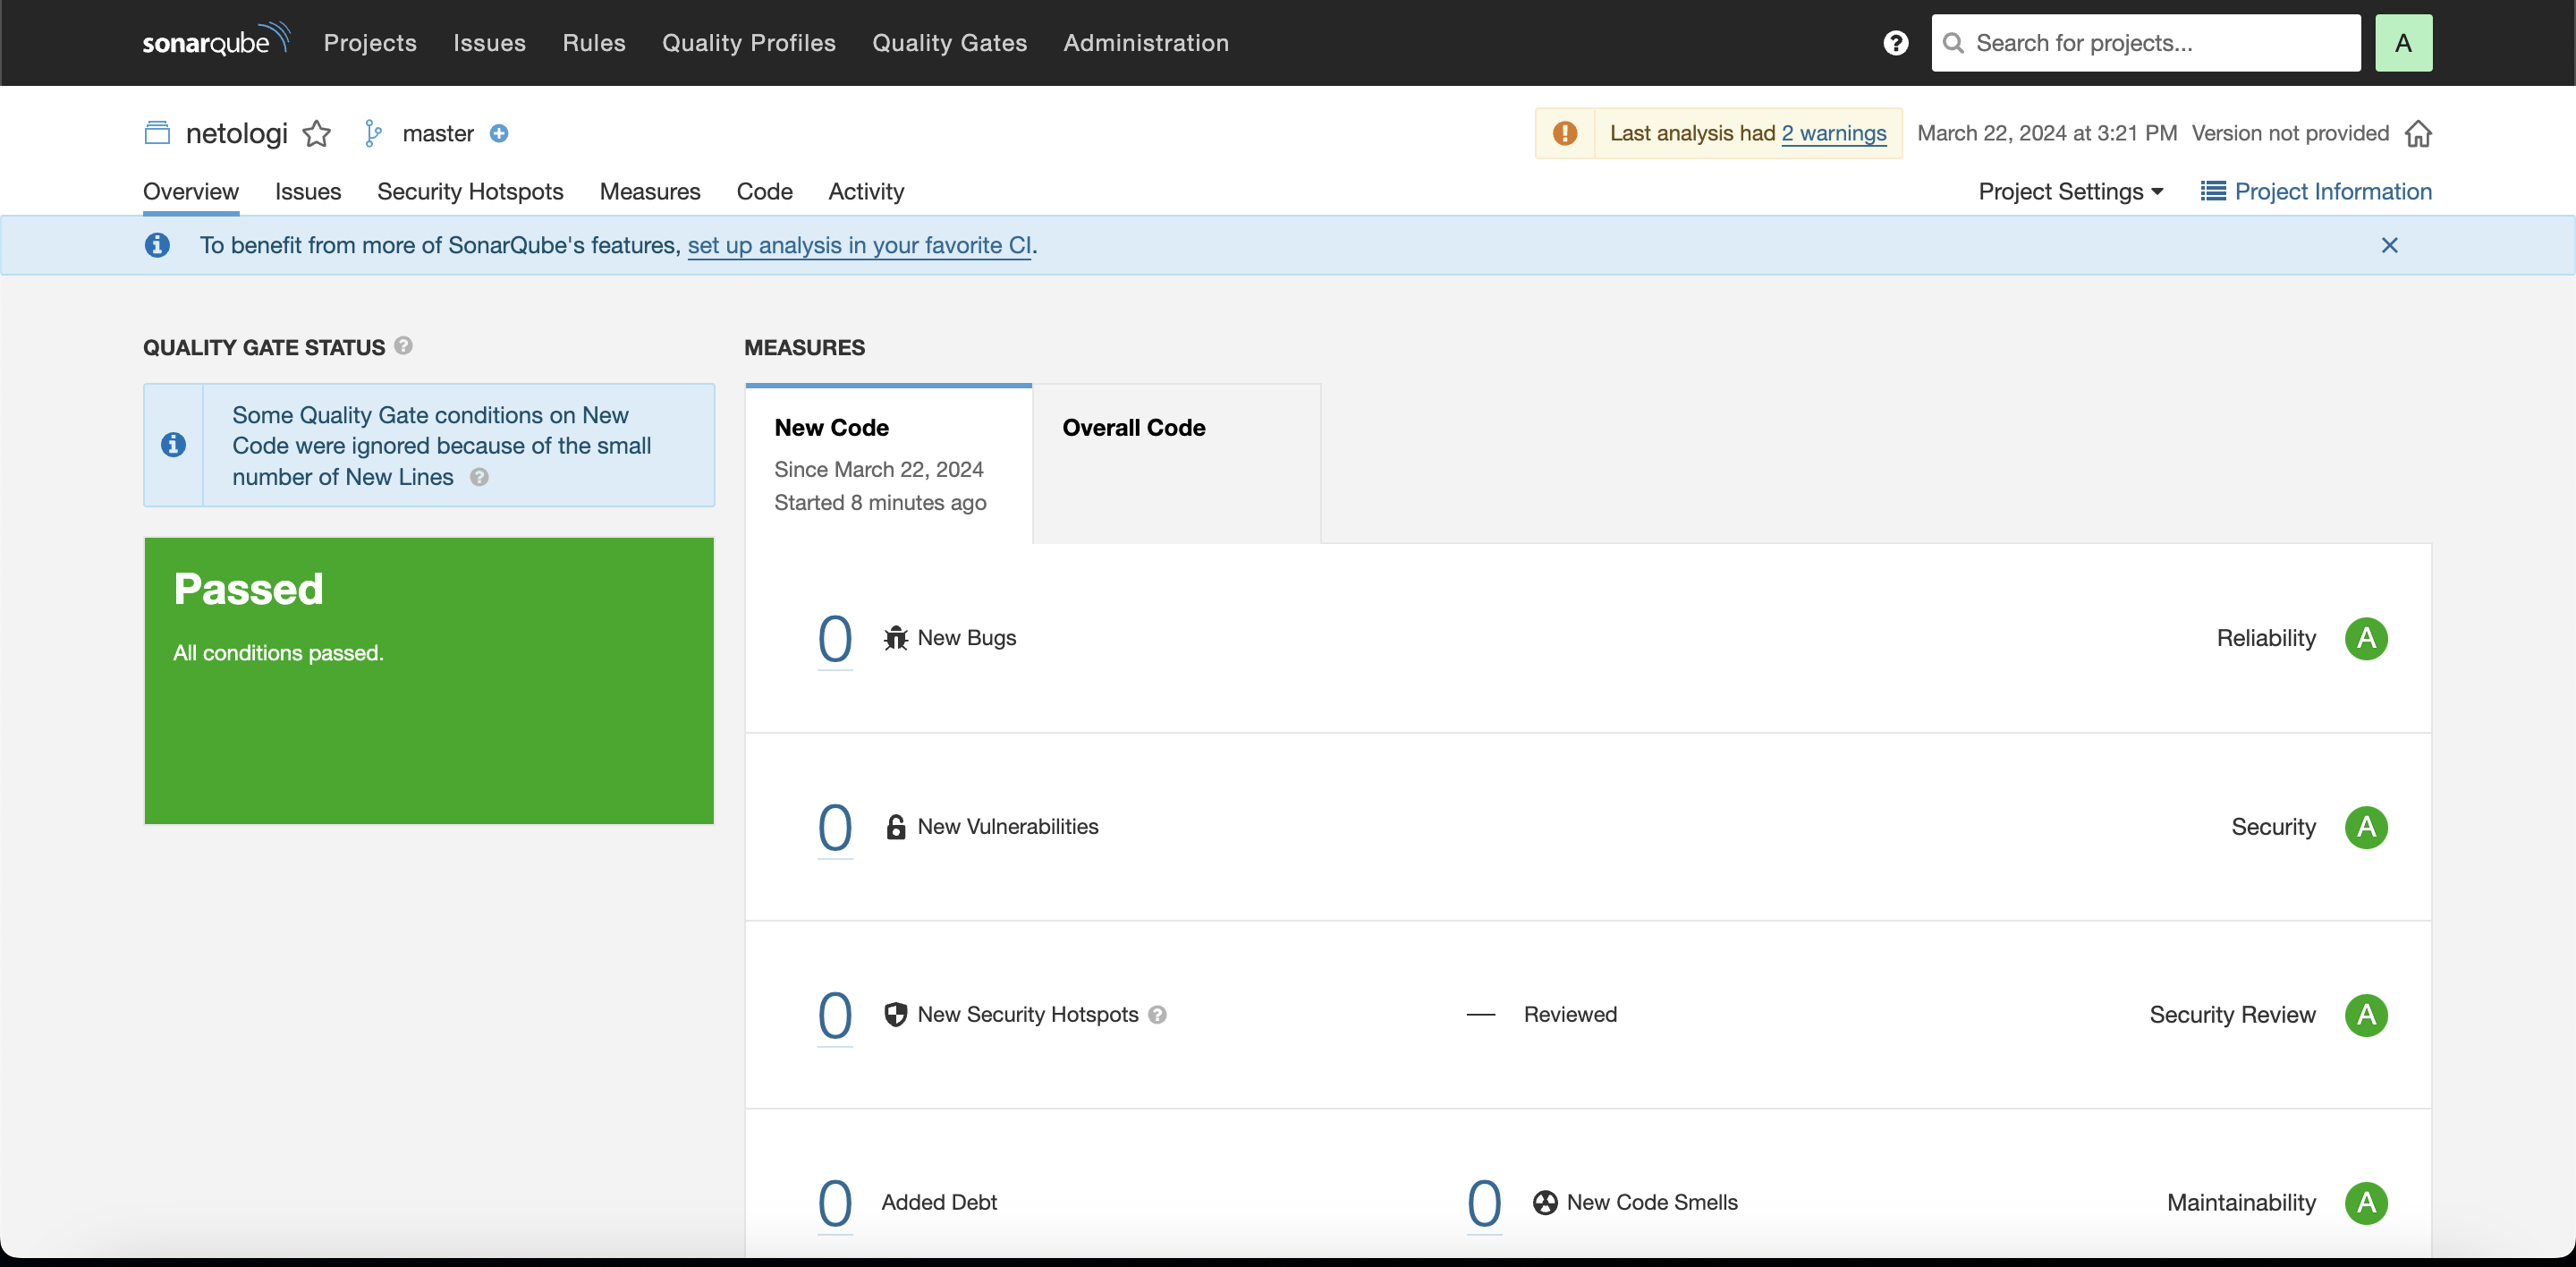 sonarqube Projects Issues Rules Quality Profiles Quality Gates Administration ? Search for projects... A
netologi master Last analysis had 2 warnings March 22, 2024 at 3:21 PM Version not provided
Overview Issues Security Hotspots Measures Code Activity Project Settings Project Information
To benefit from more of SonarQube's features, set up analysis in your favorite CI.
QUALITY GATE STATUS ?
Some Quality Gate conditions on New
Code were ignored because of the small
number of New Lines ?
Passed
All conditions passed.
MEASURES
New Code
Since March 22, 2024
Started 8 minutes ago
Overall Code
0 New Bugs Reliability A
0 New Vulnerabilities Security A
0 New Security Hotspots ? — Reviewed Security Review A
0 Added Debt 0 New Code Smells Maintainability A